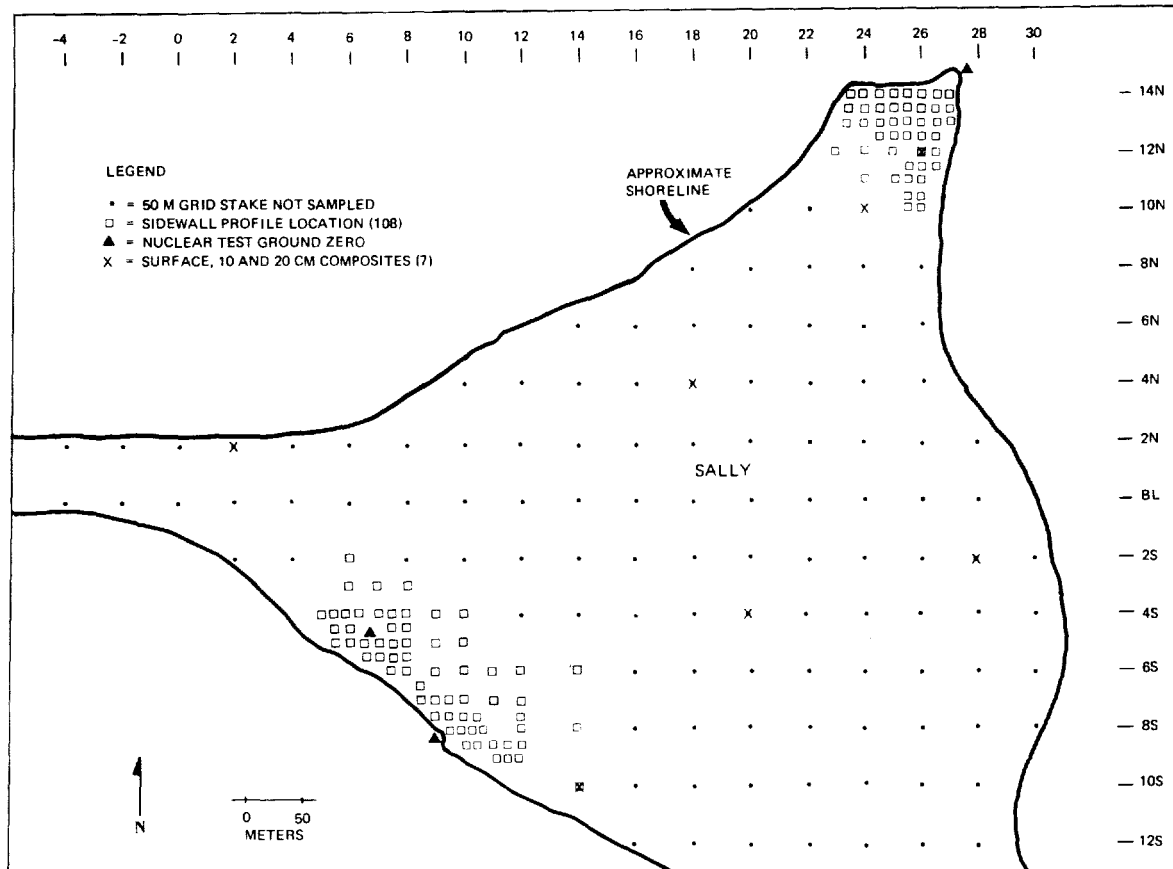 -4 -2 0 2 4 6 8 10 12 14 16 18 20 22 24 26 28 30
14N
12N
10N
8N
6N
4N
2N
BL
2S
4S
6S
8S
10S
12S
LEGEND
• = 50 M GRID STAKE NOT SAMPLED
□ = SIDEWALL PROFILE LOCATION (108)
▲ = NUCLEAR TEST GROUND ZERO
X = SURFACE, 10 AND 20 CM COMPOSITES (7)
APPROXIMATE
SHORELINE
SALLY
N
0 50
METERS